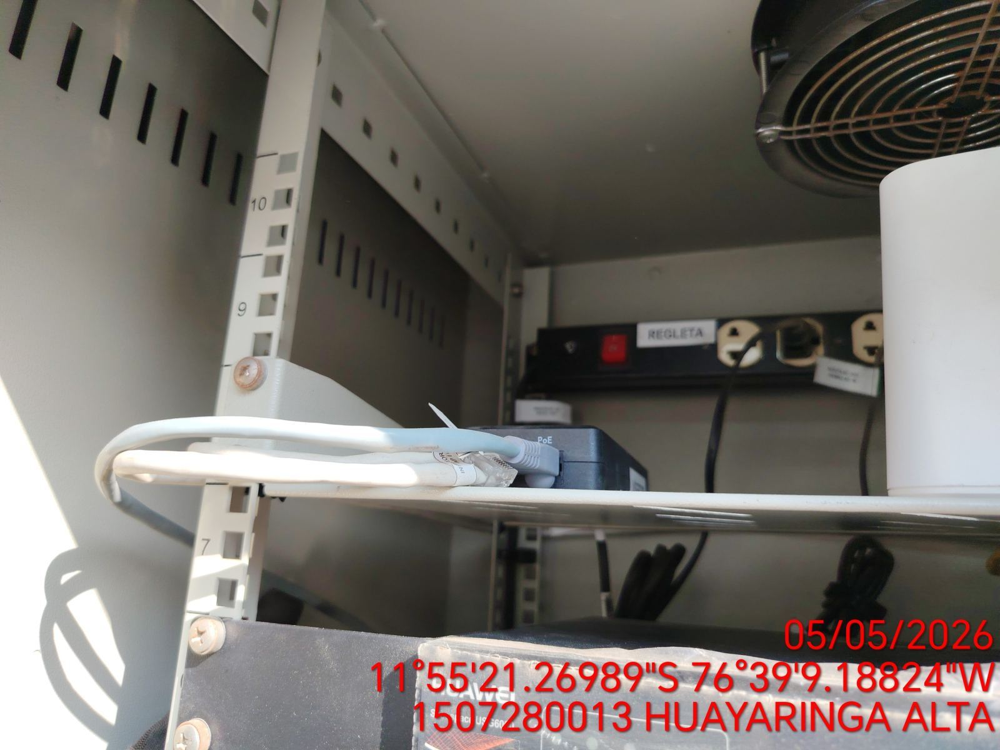 10
9
REGLETA
PoE
7
05/05/2026
11°55'21.26989"S 76°39'9.18824"W
HUAWEI
1507280013 HUAYARINGA ALTA